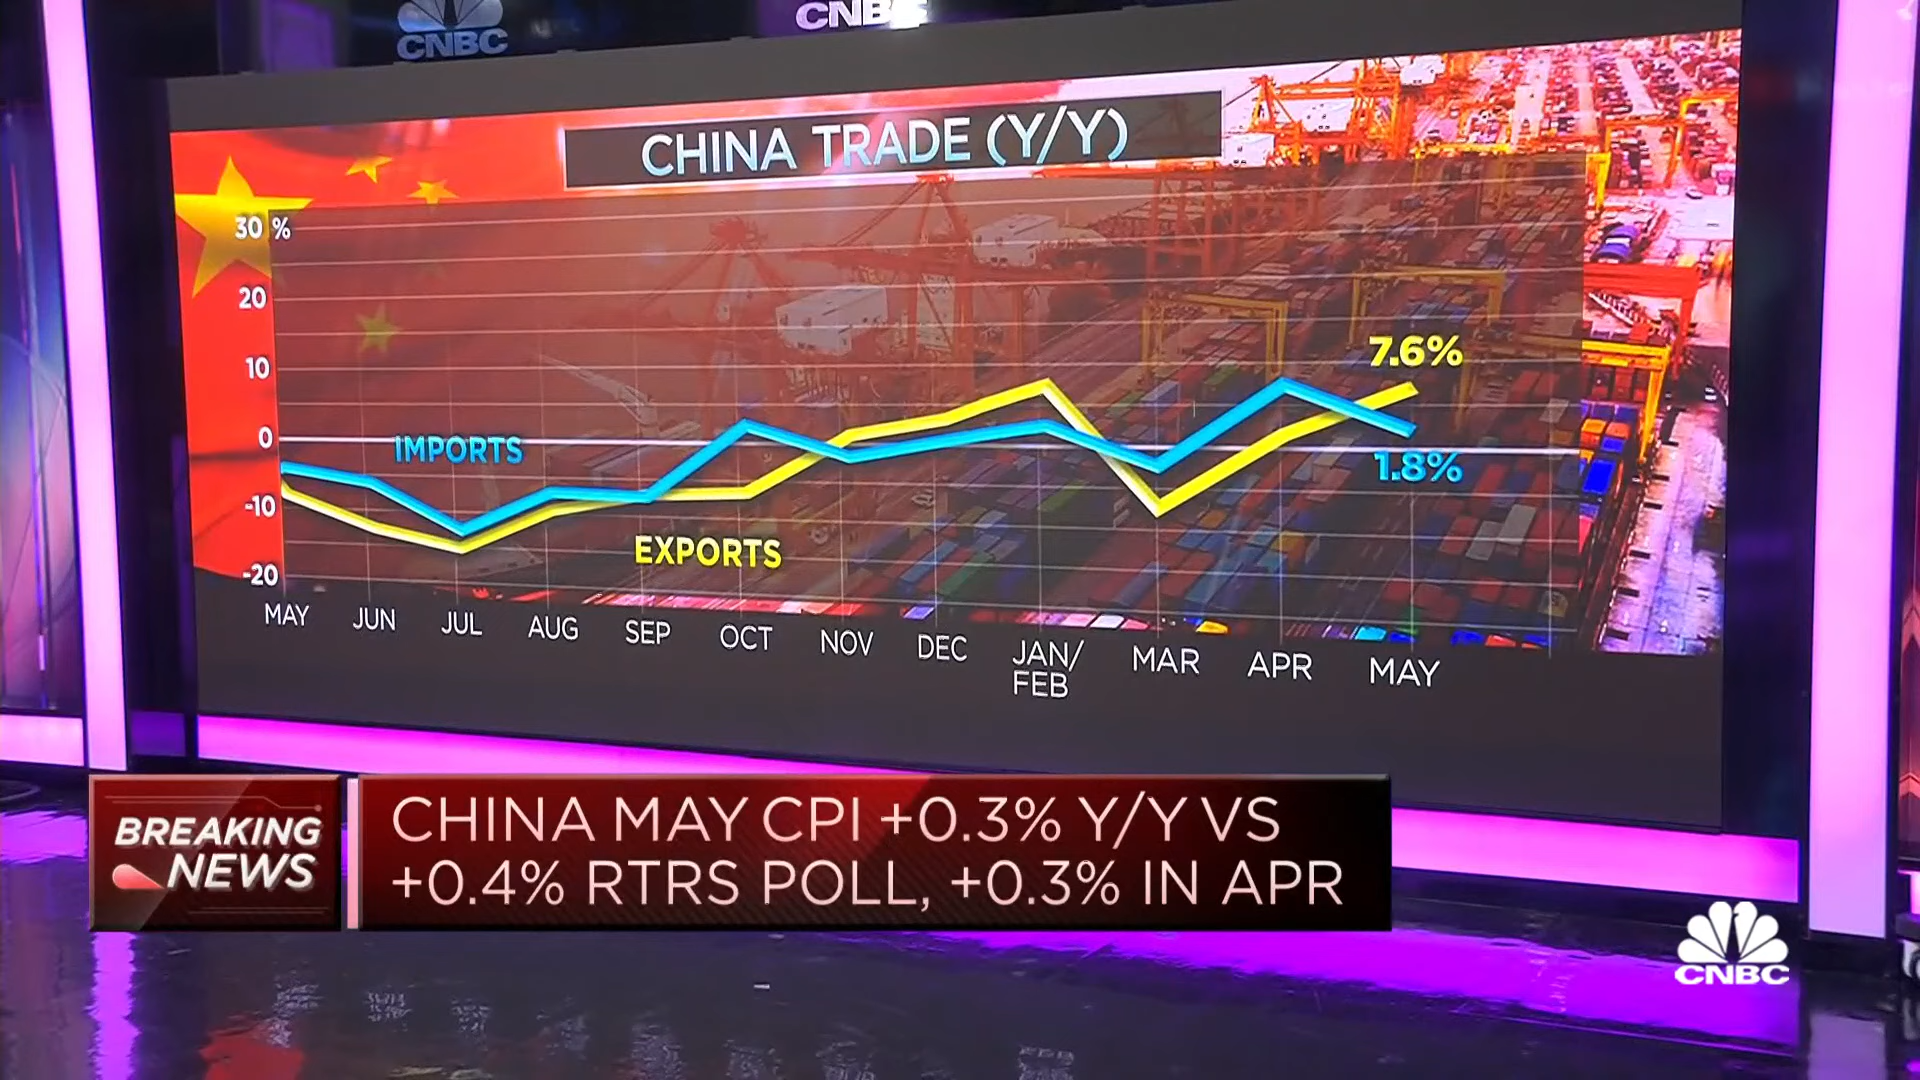 CNBC
CNBC
CHINA TRADE (Y/Y)
30 %
20
10
0
-10
-20
IMPORTS
EXPORTS
7.6%
1.8%
MAY JUN JUL AUG SEP OCT NOV DEC JAN/ MAR APR MAY
FEB
BREAKING
NEWS
CHINA MAY CPI +0.3% Y/Y VS
+0.4% RTRS POLL, +0.3% IN APR
CNBC